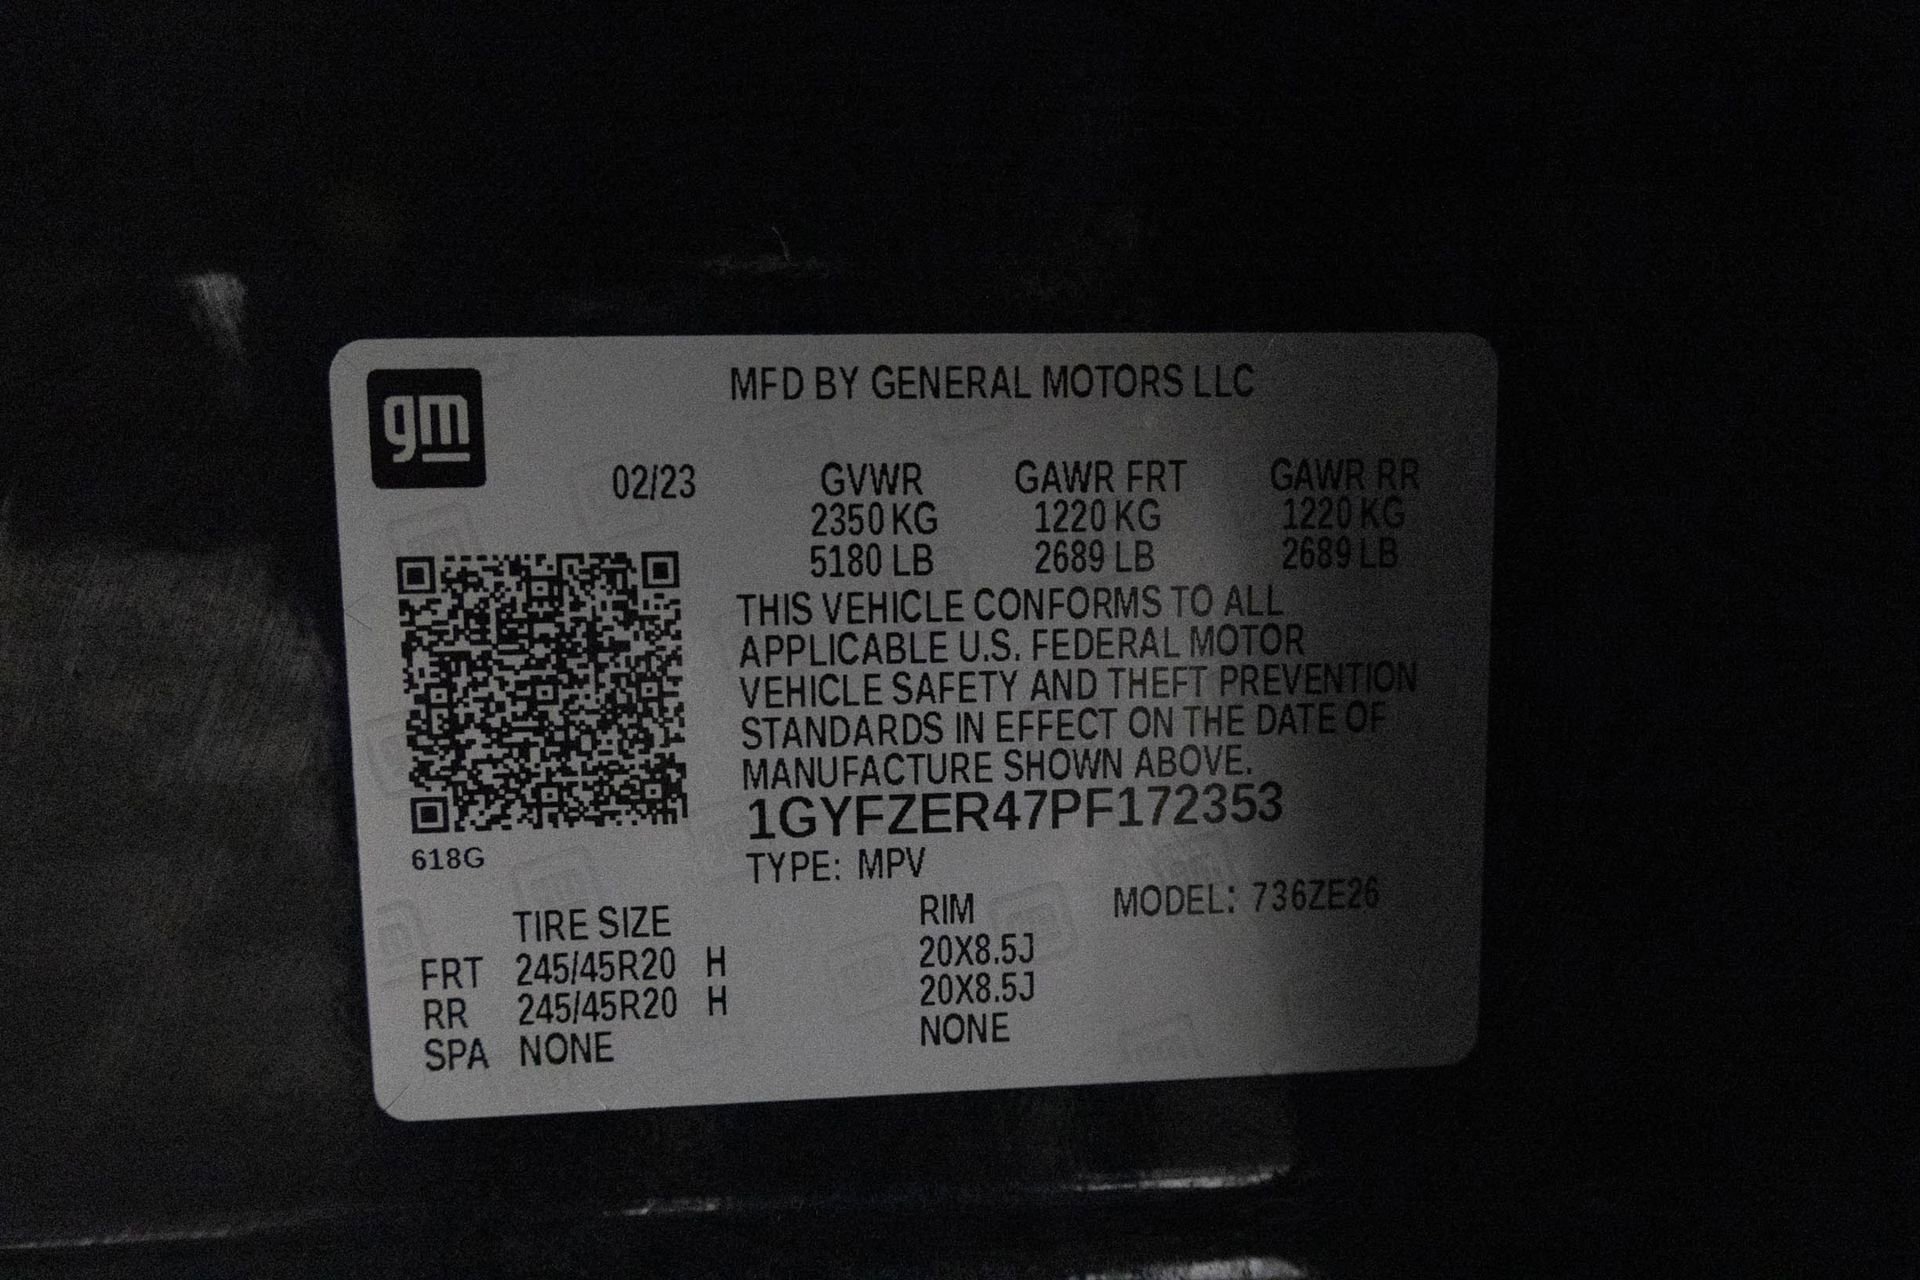 gm
MFD BY GENERAL MOTORS LLC
02/23 GVWR GAWR FRT GAWR RR
2350 KG 1220 KG 1220 KG
5180 LB 2689 LB 2689 LB
THIS VEHICLE CONFORMS TO ALL
APPLICABLE U.S. FEDERAL MOTOR
VEHICLE SAFETY AND THEFT PREVENTION
STANDARDS IN EFFECT ON THE DATE OF
MANUFACTURE SHOWN ABOVE.
1GYFZER47PF172353
618G
TYPE: MPV
MODEL: 736ZE26
TIRE SIZE RIM
FRT 245/45R20 H 20X8.5J
RR 245/45R20 H 20X8.5J
SPA NONE NONE